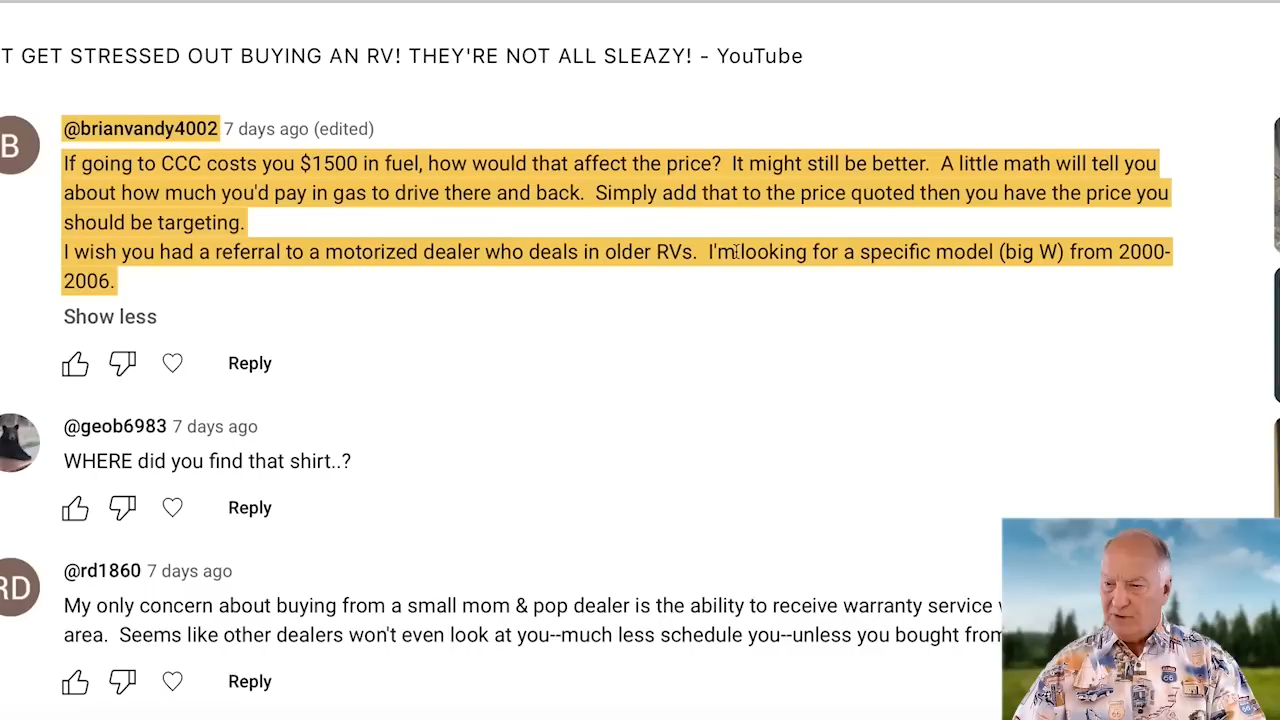 T GET STRESSED OUT BUYING AN RV! THEY'RE NOT ALL SLEAZY! - YouTube
B
@brianvandy4002 7 days ago (edited)
If going to CCC costs you $1500 in fuel, how would that affect the price?  It might still be better.  A little math will tell you
about how much you'd pay in gas to drive there and back.  Simply add that to the price quoted then you have the price you
should be targeting.
I wish you had a referral to a motorized dealer who deals in older RVs.  I'm looking for a specific model (big W) from 2000-
2006.
Show less
Reply
@geob6983 7 days ago
WHERE did you find that shirt..?
Reply
RD
@rd1860 7 days ago
My only concern about buying from a small mom & pop dealer is the ability to receive warranty service
area.  Seems like other dealers won't even look at you--much less schedule you--unless you bought from
Reply
66